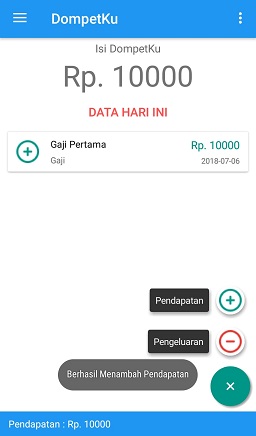 DompetKu
Isi DompetKu
Rp. 10000
DATA HARI INI
Gaji Pertama Rp. 10000
Gaji 2018-07-06
Pendapatan
Pengeluaran
Berhasil Menambah Pendapatan
Pendapatan : Rp. 10000